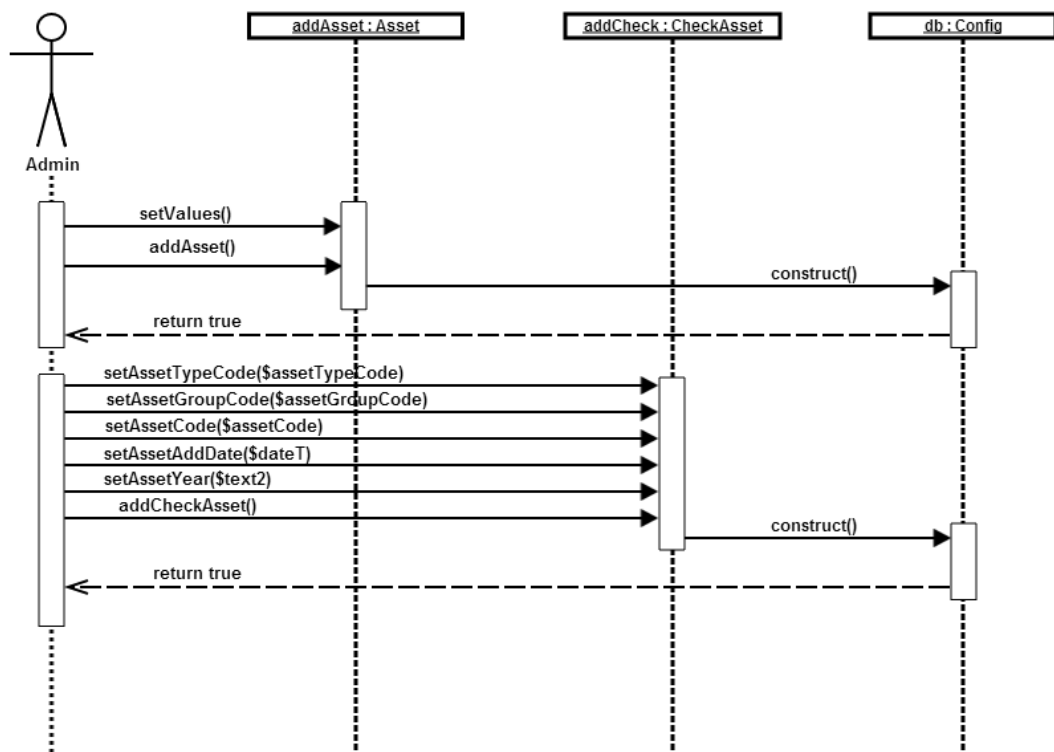 addAsset : Asset
addCheck : CheckAsset
db : Config
Admin
setValues()
addAsset()
construct()
return true
setAssetTypeCode($assetTypeCode)
setAssetGroupCode($assetGroupCode)
setAssetCode($assetCode)
setAssetAddDate($dateT)
setAssetYear($text2)
addCheckAsset()
construct()
return true